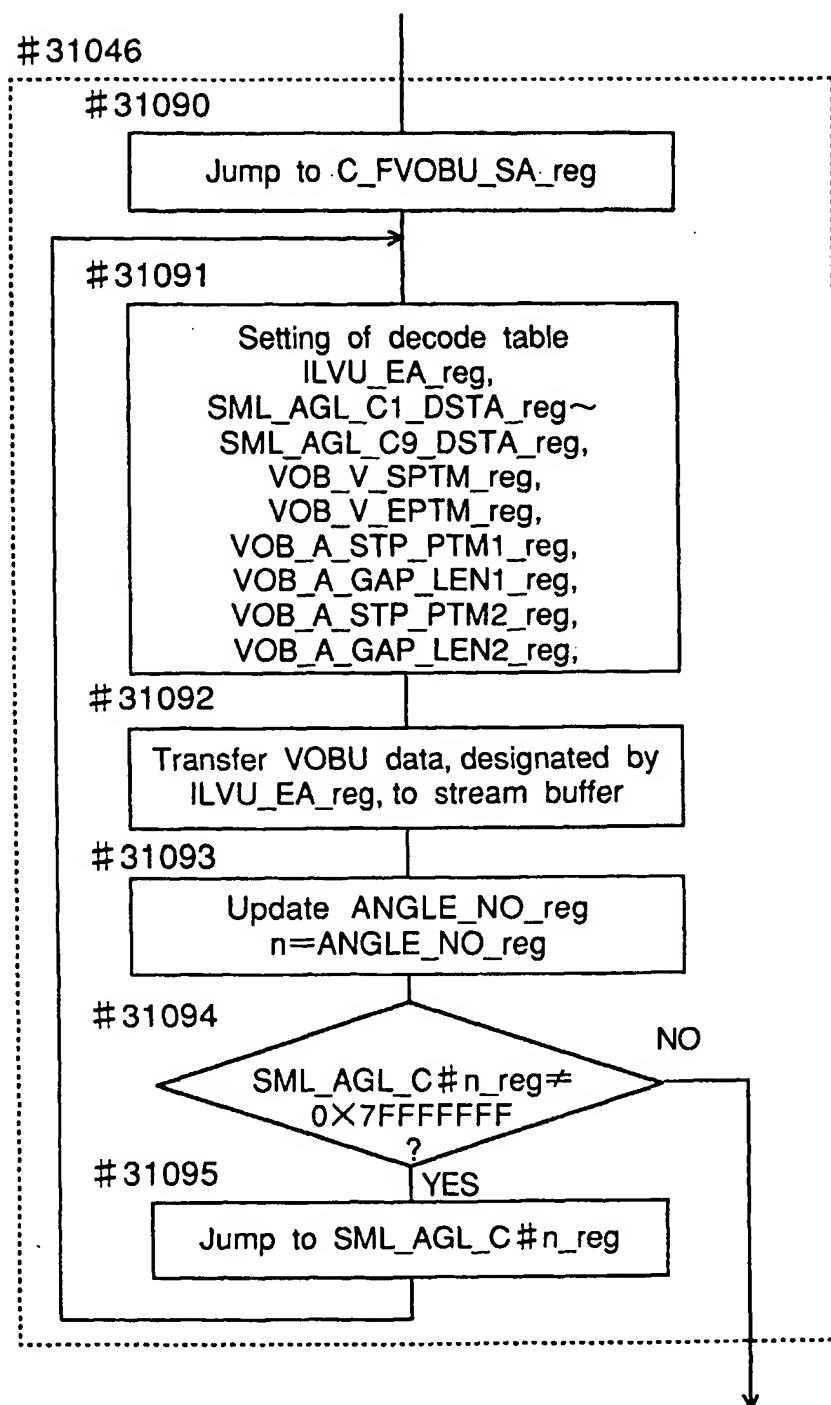 #31046
#31090
Jump to C_FVOBU_SA_reg
#31091
Setting of decode table
ILVU_EA_reg,
SML_AGL_C1_DSTA_reg~
SML_AGL_C9_DSTA_reg,
VOB_V_SPTM_reg,
VOB_V_EPTM_reg,
VOB_A_STP_PTM1_reg,
VOB_A_GAP_LEN1_reg,
VOB_A_STP_PTM2_reg,
VOB_A_GAP_LEN2_reg,
#31092
Transfer VOBU data, designated by
ILVU_EA_reg, to stream buffer
#31093
Update ANGLE_NO_reg
n=ANGLE_NO_reg
#31094
NO
SML_AGL_C#n_reg≠
0×7FFFFFFF
?
#31095
YES
Jump to SML_AGL_C#n_reg